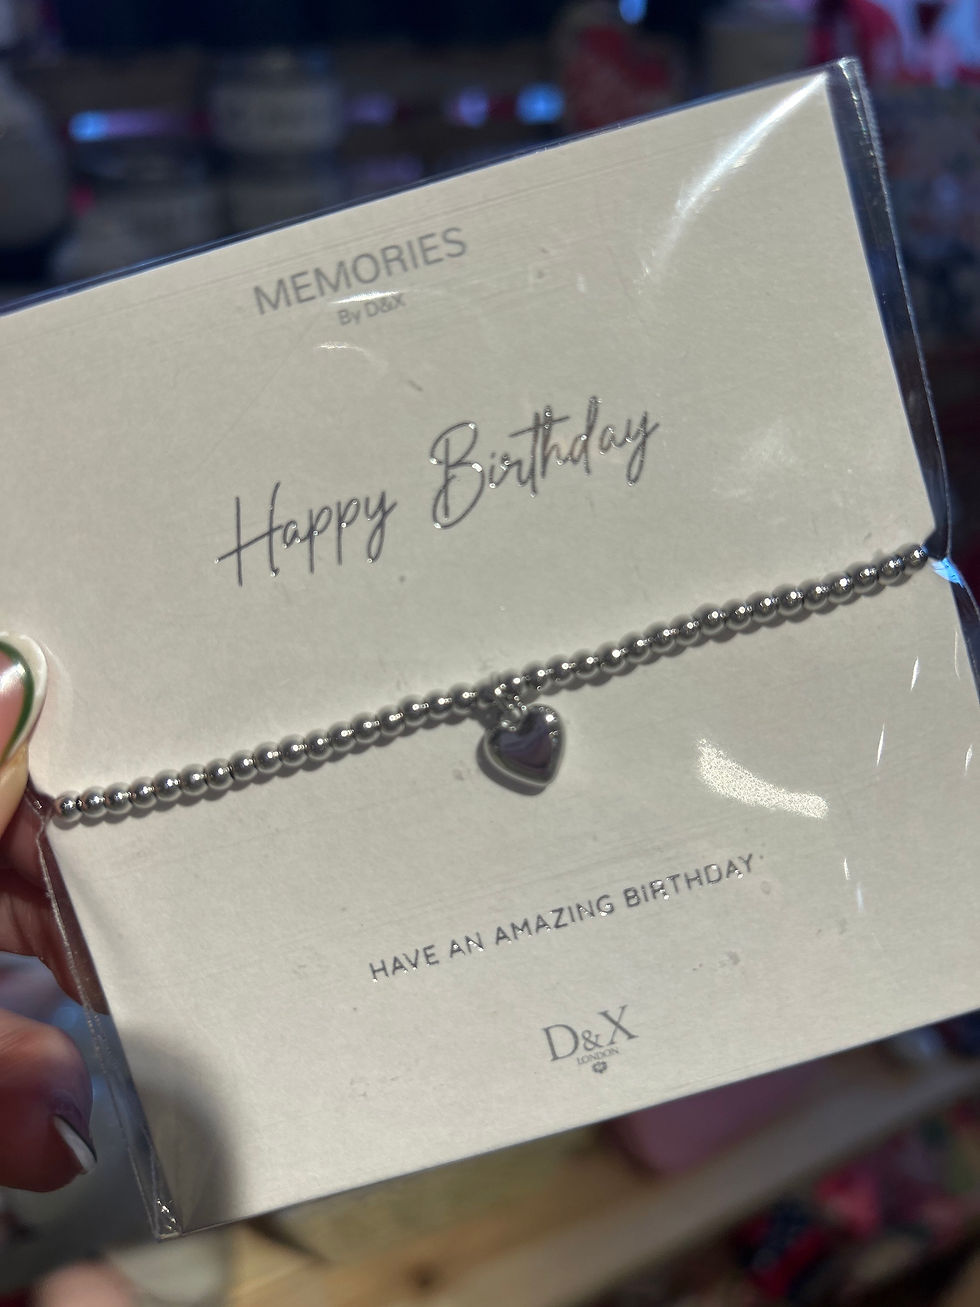 MEMORIES
By D&X
Happy Birthday
HAVE AN AMAZING BIRTHDAY
D&X
LONDON